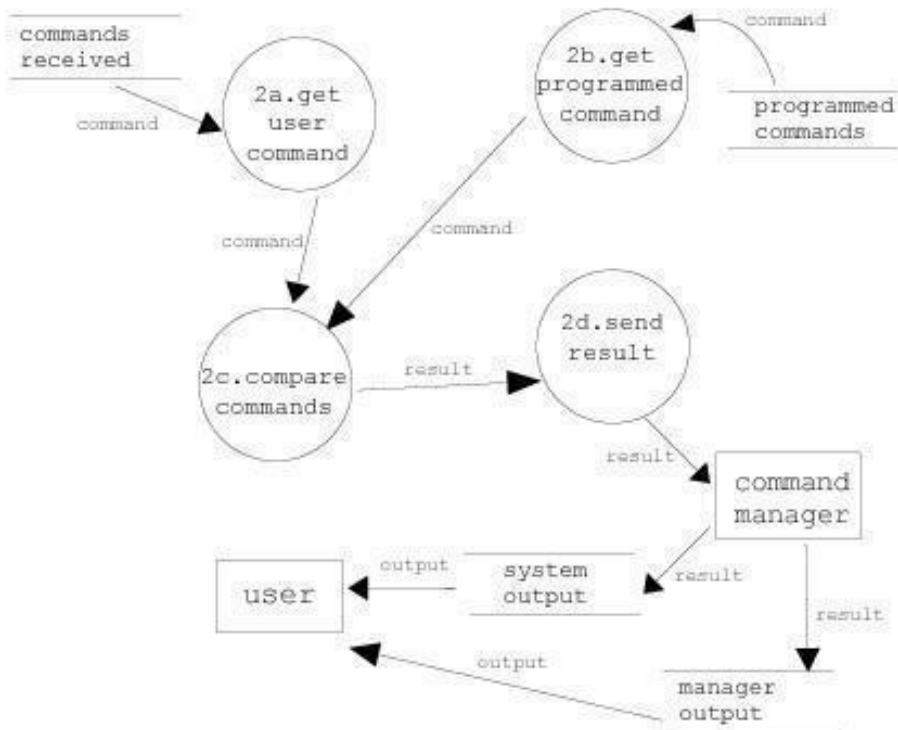 commands
received
command
2a.get
user
command
2b.get
programmed
command
command
programmed
commands
command
command
2c.compare
commands
result
2d.send
result
result
command
manager
result
system
output
output
user
result
manager
output
output